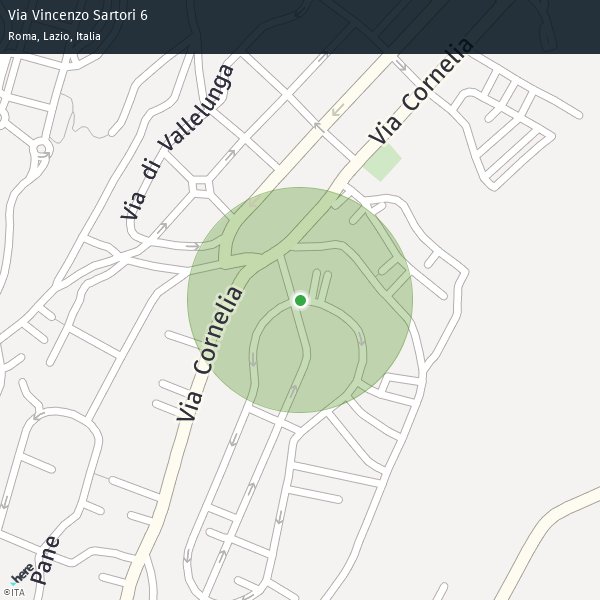 Via Vincenzo Sartori 6
Roma, Lazio, Italia
Via Cornelia
Via di Vallelunga
Via Cornelia
Pane
here
©ITA